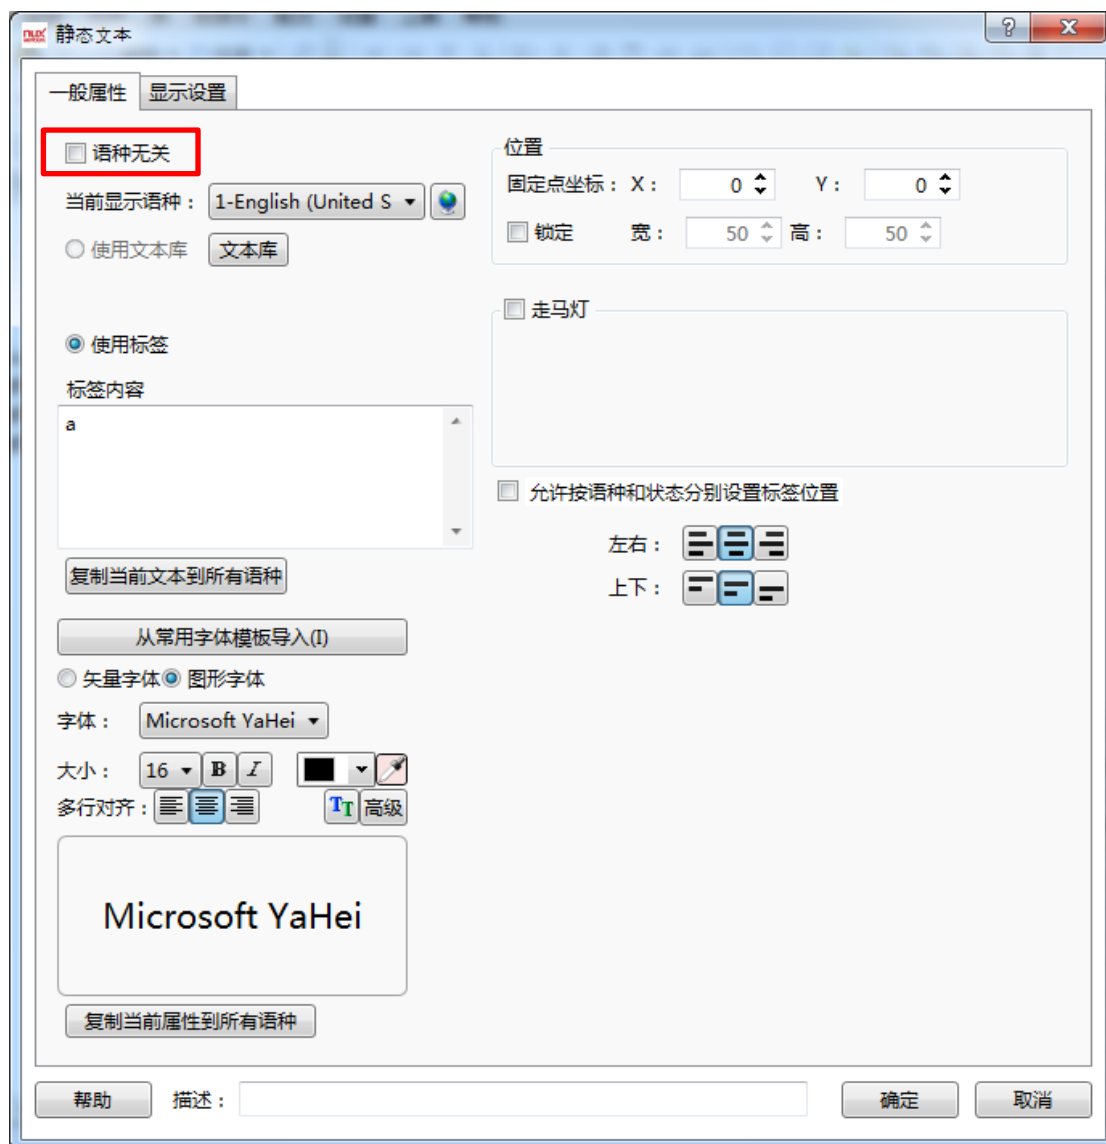 静态文本
一般属性 显示设置
语种无关
当前显示语种： 1-English (United S
使用文本库 文本库
使用标签
标签内容
a
复制当前文本到所有语种
从常用字体模板导入(I)
矢量字体 图形字体
字体： Microsoft YaHei
大小： 16 B I
多行对齐： TT 高级
Microsoft YaHei
复制当前属性到所有语种
位置
固定点坐标： X： 0 Y： 0
锁定 宽： 50 高： 50
走马灯
允许按语种和状态分别设置标签位置
左右：
上下：
帮助 描述： 确定 取消